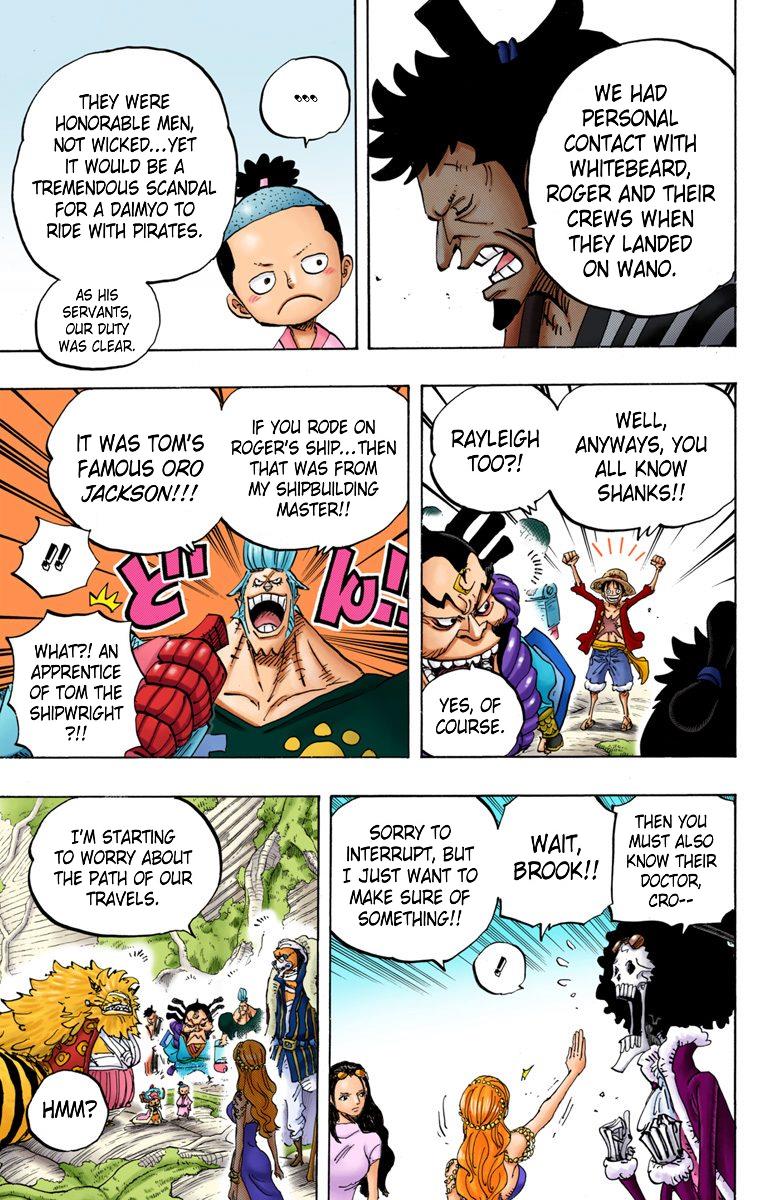 WE HAD
PERSONAL
CONTACT WITH
WHITEBEARD,
ROGER AND THEIR
CREWS WHEN
THEY LANDED
ON WANO.
...
THEY WERE
HONORABLE MEN,
NOT WICKED...YET
IT WOULD BE A
TREMENDOUS SCANDAL
FOR A DAIMYO TO
RIDE WITH PIRATES.
AS HIS
SERVANTS,
OUR DUTY
WAS CLEAR.
WELL,
ANYWAYS, YOU
ALL KNOW
SHANKS!!
RAYLEIGH
TOO?!
YES, OF
COURSE.
IF YOU RODE ON
ROGER'S SHIP...THEN
THAT WAS FROM
MY SHIPBUILDING
MASTER!!
IT WAS TOM'S
FAMOUS ORO
JACKSON!!!
どん!!
!!
WHAT?! AN
APPRENTICE
OF TOM THE
SHIPWRIGHT
?!!
THEN YOU
MUST ALSO
KNOW THEIR
DOCTOR,
CRO--
WAIT,
BROOK!!
!
SORRY TO
INTERRUPT, BUT
I JUST WANT TO
MAKE SURE OF
SOMETHING!!
I'M STARTING
TO WORRY ABOUT
THE PATH OF OUR
TRAVELS.
HMM?